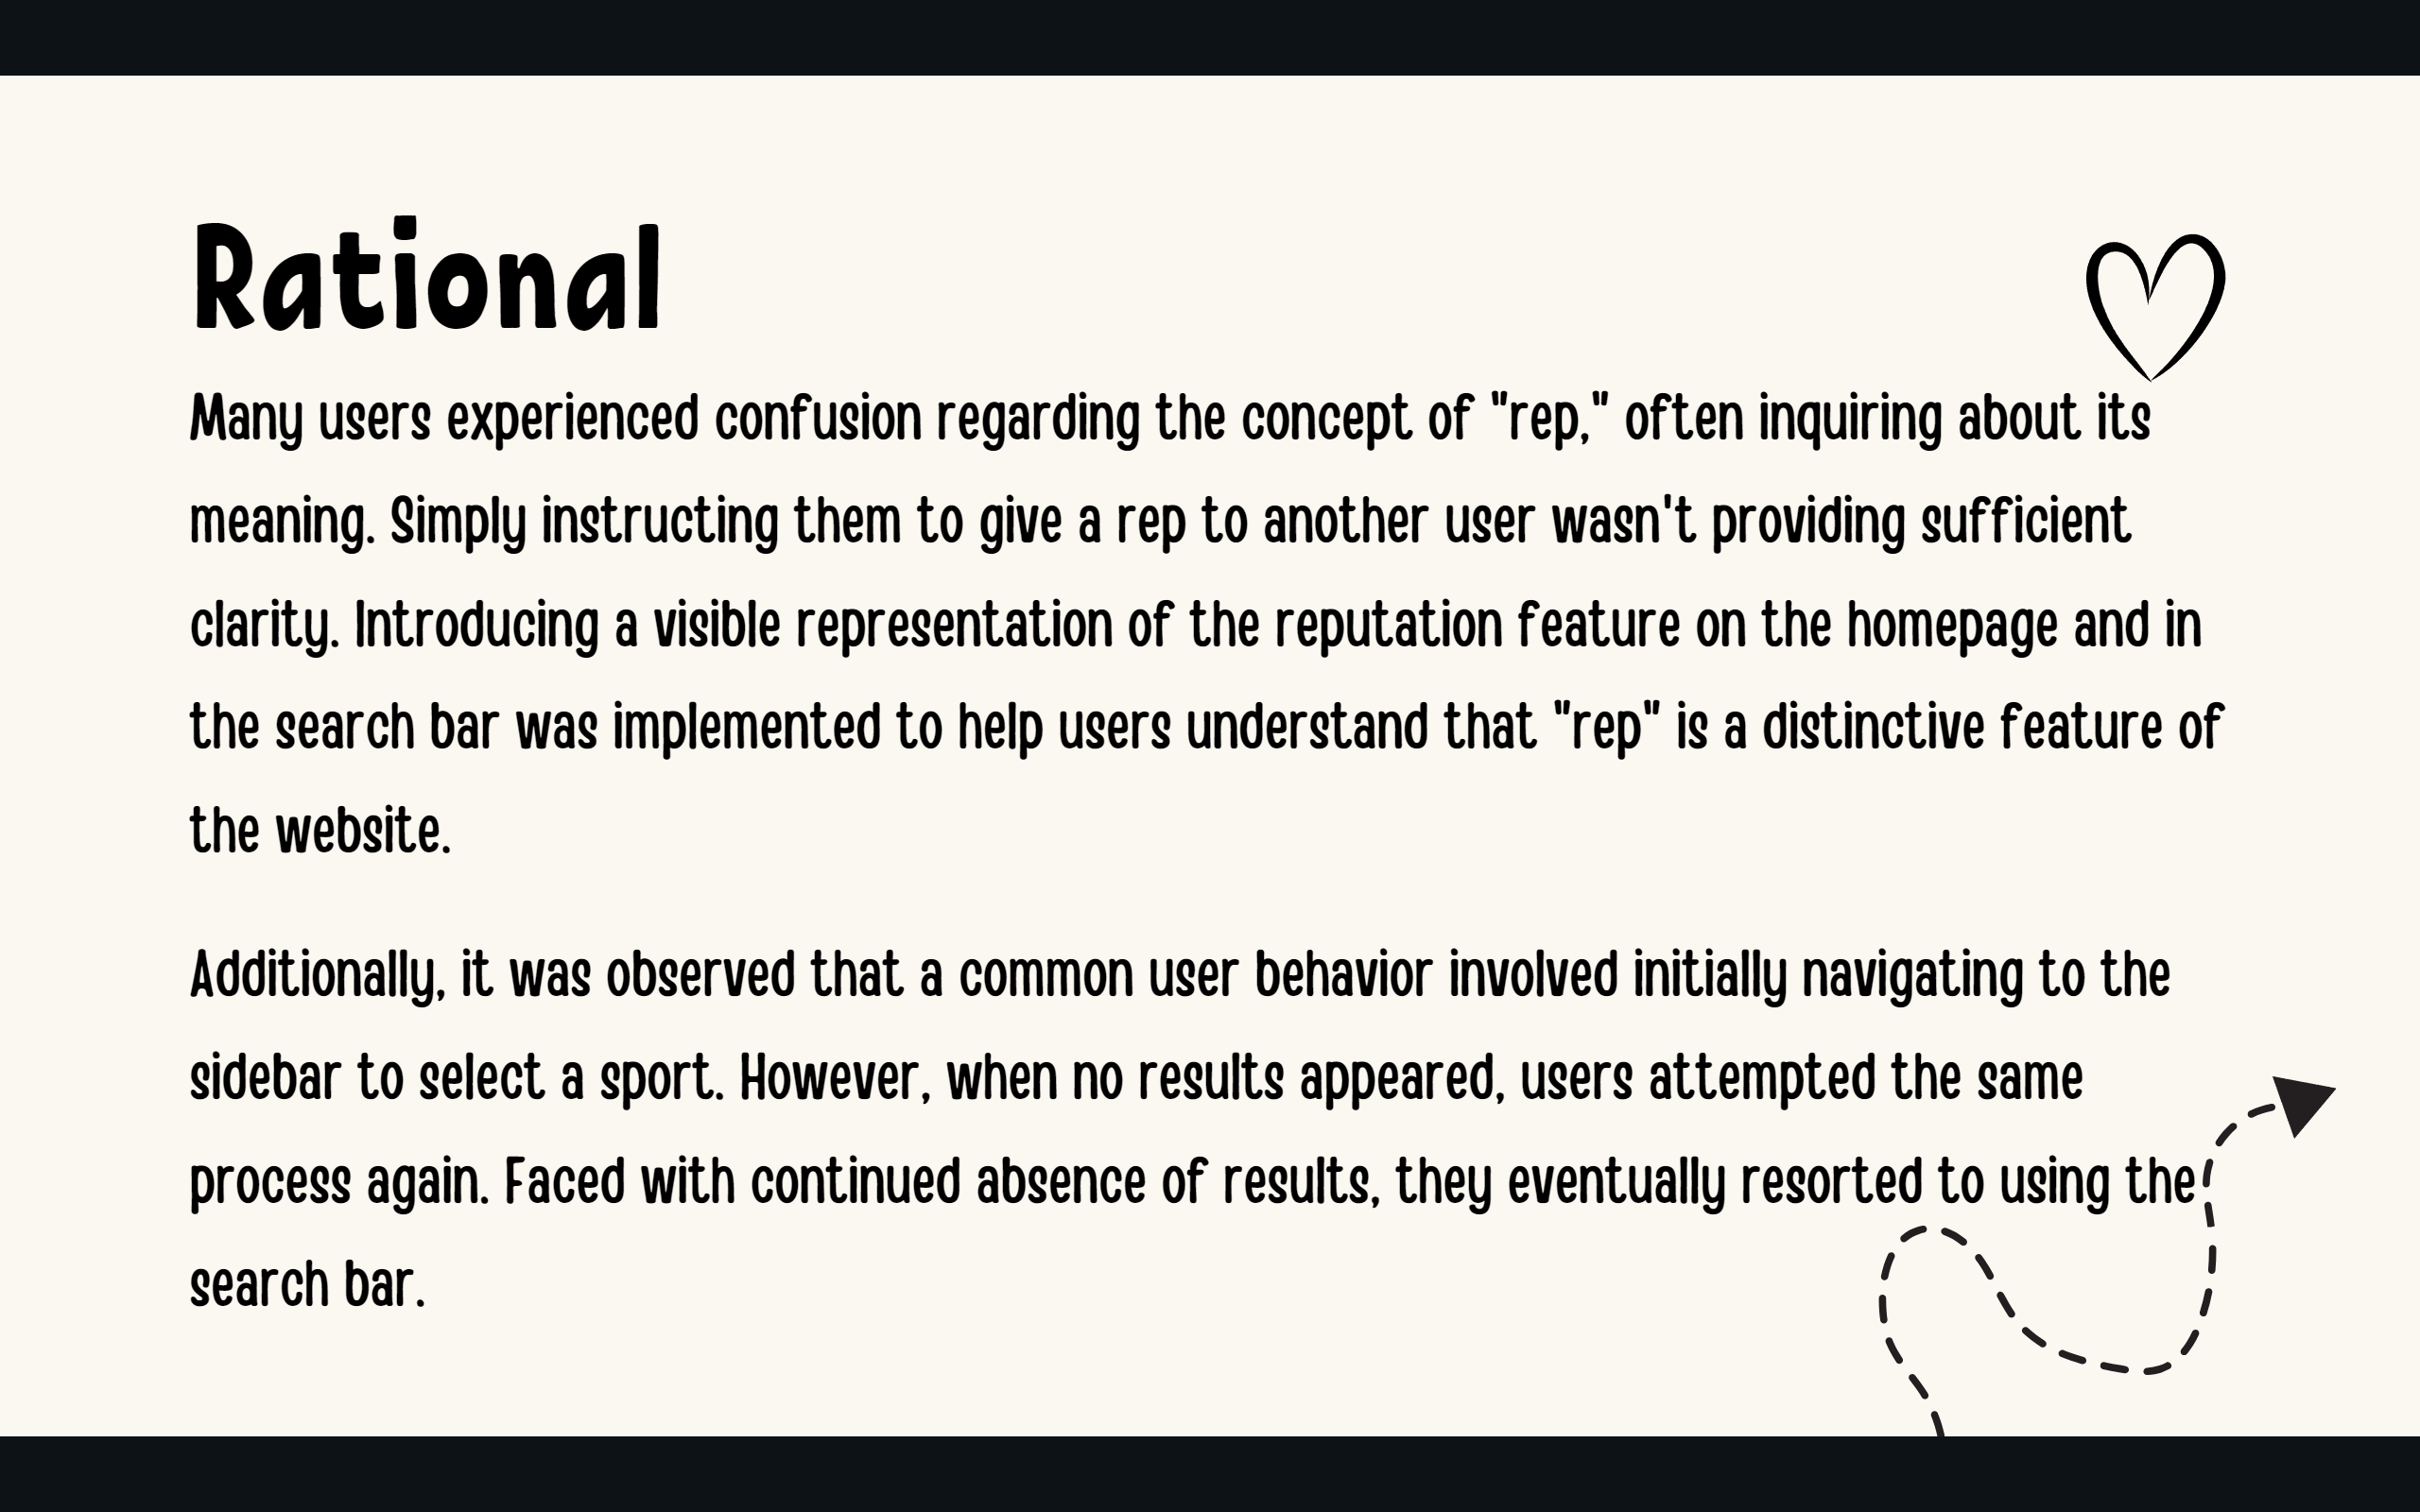 Rational
Many users experienced confusion regarding the concept of "rep," often inquiring about its
meaning. Simply instructing them to give a rep to another user wasn't providing sufficient
clarity. Introducing a visible representation of the reputation feature on the homepage and in
the search bar was implemented to help users understand that "rep" is a distinctive feature of
the website.
Additionally, it was observed that a common user behavior involved initially navigating to the
sidebar to select a sport. However, when no results appeared, users attempted the same
process again. Faced with continued absence of results, they eventually resorted to using the
search bar.